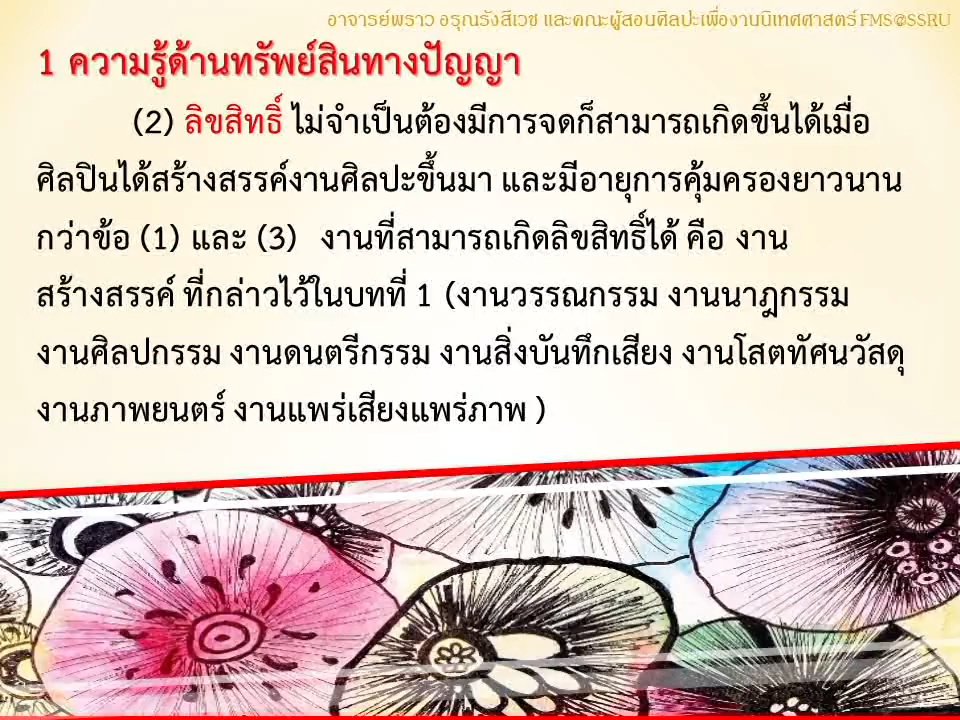 อาจารย์พราว อรุณรังสีเวช และคณะผู้สอนศิลปะเพื่องานนิเทศศาสตร์ FMS@SSRU
1 ความรู้ด้านทรัพย์สินทางปัญญา
(2) ลิขสิทธิ์ ไม่จำเป็นต้องมีการจดก็สามารถเกิดขึ้นได้เมื่อ
ศิลปินได้สร้างสรรค์งานศิลปะขึ้นมา และมีอายุการคุ้มครองยาวนาน
กว่าข้อ (1) และ (3) งานที่สามารถเกิดลิขสิทธิ์ได้ คือ งาน
สร้างสรรค์ ที่กล่าวไว้ในบทที่ 1 (งานวรรณกรรม งานนาฎกรรม
งานศิลปกรรม งานดนตรีกรรม งานสิ่งบันทึกเสียง งานโสตทัศนวัสดุ
งานภาพยนตร์ งานแพร่เสียงแพร่ภาพ )